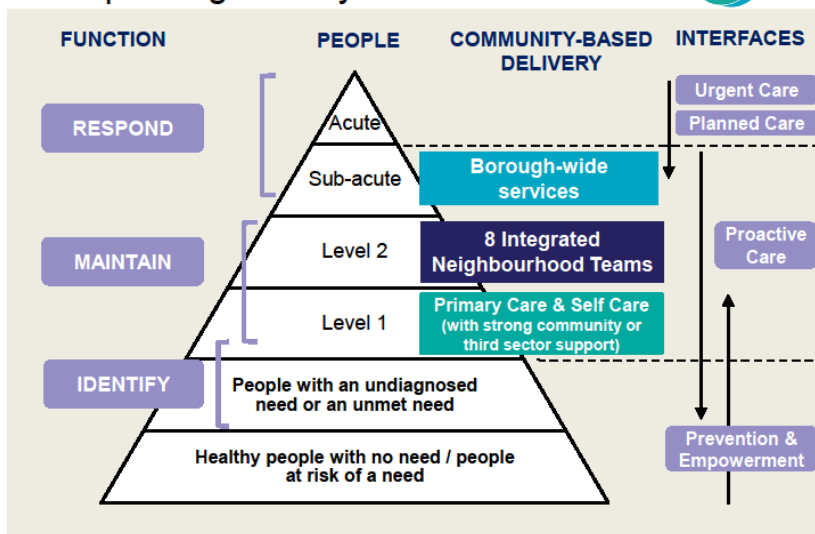 FUNCTION
PEOPLE
COMMUNITY-BASED
DELIVERY
INTERFACES
RESPOND
Acute
Sub-acute
Borough-wide
services
Urgent Care
Planned Care
MAINTAIN
Level 2
8 Integrated
Neighbourhood Teams
Proactive
Care
Level 1
Primary Care & Self Care
(with strong community or
third sector support)
IDENTIFY
People with an undiagnosed
need or an unmet need
Healthy people with no need / people
at risk of a need
Prevention &
Empowerment